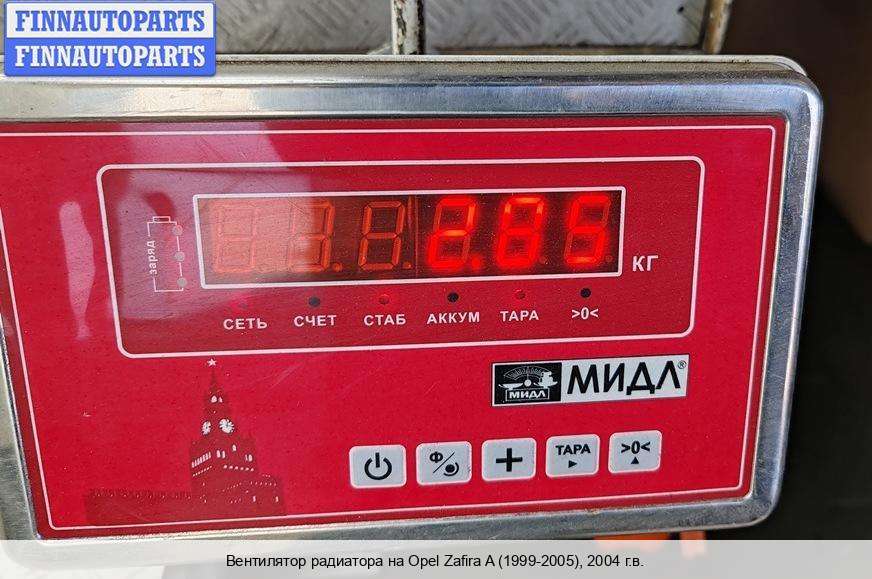 FINNAUTOPARTS
FINNAUTOPARTS
заряд
2.85
КГ
СЕТЬ СЧЕТ СТАБ АККУМ ТАРА >0<
МИДЛ МИДЛ®
Ф/ + ТАРА >0<
Вентилятор радиатора на Opel Zafira A (1999-2005), 2004 г.в.